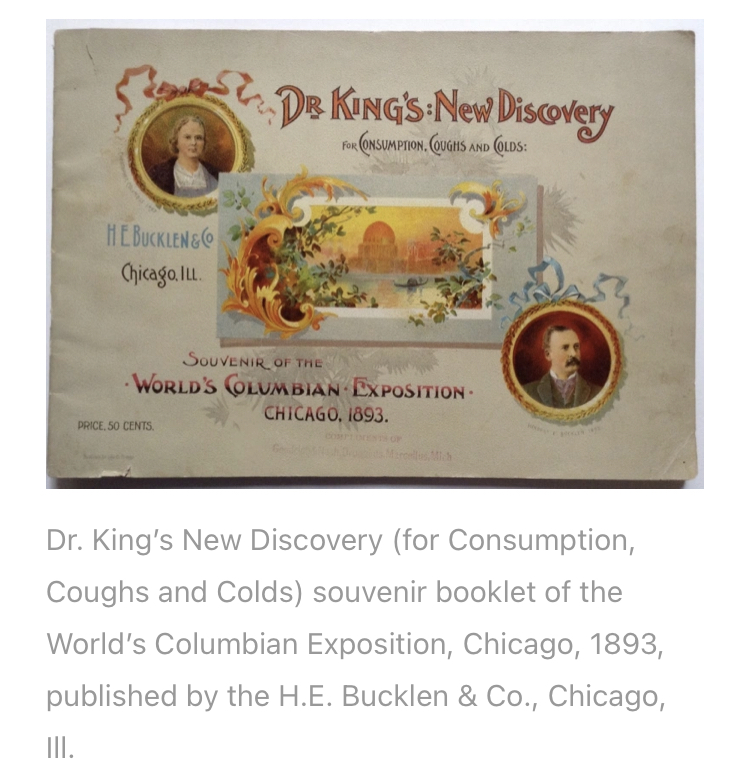 DR KING'S: NEW DISCOVERY
FOR CONSUMPTION, COUGHS AND COLDS:
H.E. BUCKLEN & CO
Chicago, ILL.
SOUVENIR OF THE
· WORLD'S COLUMBIAN · EXPOSITION ·
CHICAGO, 1893.
PRICE, 50 CENTS.
COMPLIMENTS OF
Marcellus, Mich
Dr. King's New Discovery (for Consumption,
Coughs and Colds) souvenir booklet of the
World's Columbian Exposition, Chicago, 1893,
published by the H.E. Bucklen & Co., Chicago,
Ill.